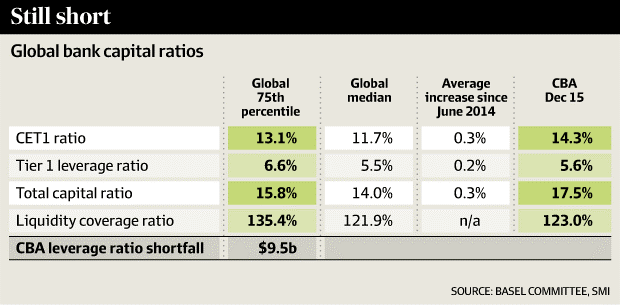 Still short
Global bank capital ratios
Global 75th percentile Global median Average increase since June 2014 CBA Dec 15
CET1 ratio 13.1% 11.7% 0.3% 14.3%
Tier 1 leverage ratio 6.6% 5.5% 0.2% 5.6%
Total capital ratio 15.8% 14.0% 0.3% 17.5%
Liquidity coverage ratio 135.4% 121.9% n/a 123.0%
CBA leverage ratio shortfall $9.5b
SOURCE: BASEL COMMITTEE, SMI